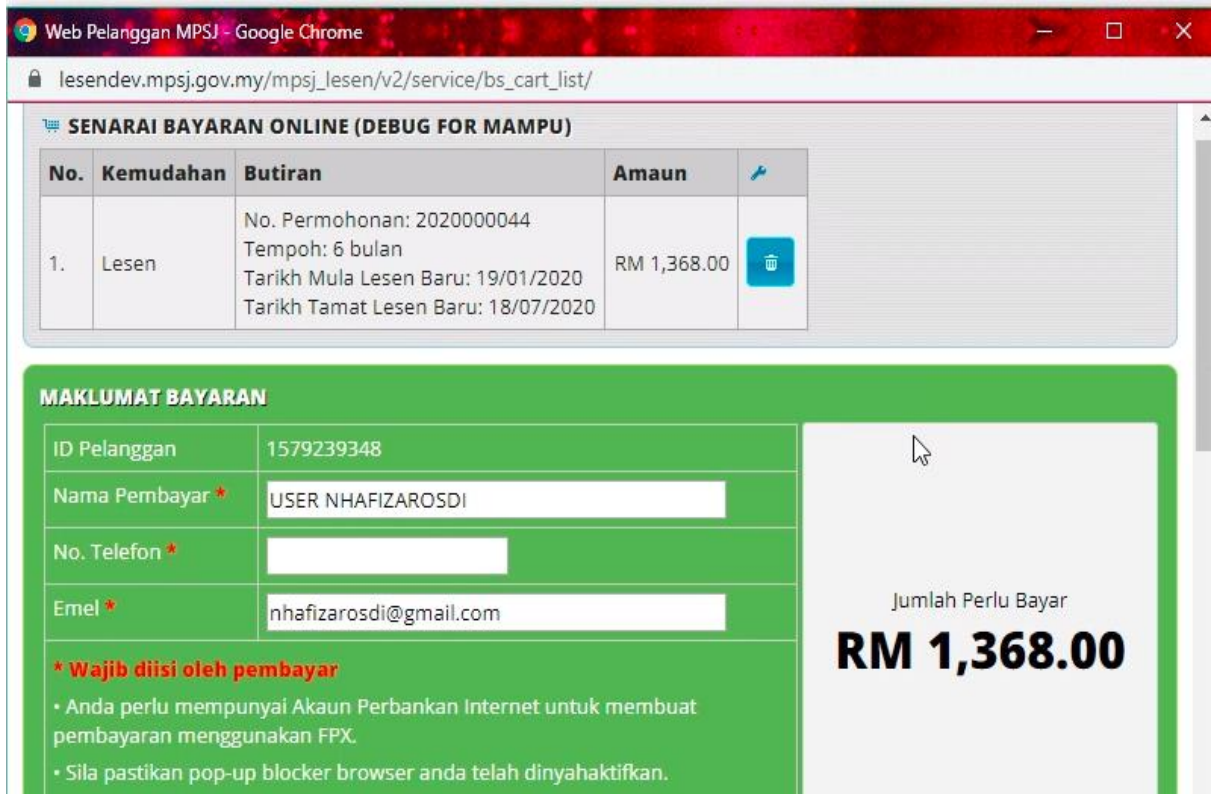 Web Pelanggan MPSJ - Google Chrome
lesendev.mpsj.gov.my/mpsj_lesen/v2/service/bs_cart_list/
SENARAI BAYARAN ONLINE (DEBUG FOR MAMPU)
No. Kemudahan Butiran Amaun
No. Permohonan: 2020000044
Tempoh: 6 bulan
1. Lesen RM 1,368.00
Tarikh Mula Lesen Baru: 19/01/2020
Tarikh Tamat Lesen Baru: 18/07/2020
MAKLUMAT BAYARAN
ID Pelanggan 1579239348
Nama Pembayar * USER NHAFIZAROSDI
No. Telefon *
Emel * nhafizarosdi@gmail.com
* Wajib diisi oleh pembayar
• Anda perlu mempunyai Akaun Perbankan Internet untuk membuat
pembayaran menggunakan FPX.
• Sila pastikan pop-up blocker browser anda telah dinyahaktifkan.
Jumlah Perlu Bayar
RM 1,368.00